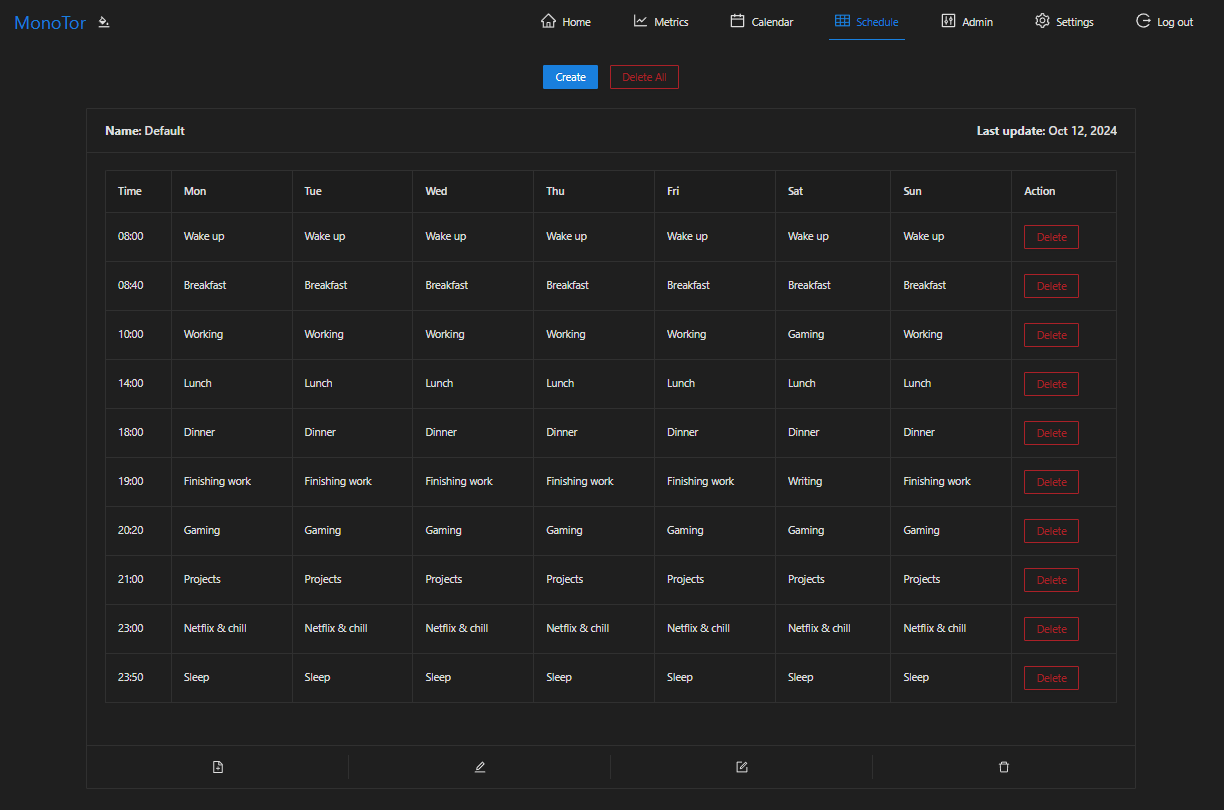 MonoTor Home Metrics Calendar Schedule Admin Settings Log out
Create Delete All
Name: Default Last update: Oct 12, 2024
Time Mon Tue Wed Thu Fri Sat Sun Action
08:00 Wake up Wake up Wake up Wake up Wake up Wake up Wake up Delete
08:40 Breakfast Breakfast Breakfast Breakfast Breakfast Breakfast Breakfast Delete
10:00 Working Working Working Working Working Gaming Working Delete
14:00 Lunch Lunch Lunch Lunch Lunch Lunch Lunch Delete
18:00 Dinner Dinner Dinner Dinner Dinner Dinner Dinner Delete
19:00 Finishing work Finishing work Finishing work Finishing work Finishing work Writing Finishing work Delete
20:20 Gaming Gaming Gaming Gaming Gaming Gaming Gaming Delete
21:00 Projects Projects Projects Projects Projects Projects Projects Delete
23:00 Netflix & chill Netflix & chill Netflix & chill Netflix & chill Netflix & chill Netflix & chill Netflix & chill Delete
23:50 Sleep Sleep Sleep Sleep Sleep Sleep Sleep Delete